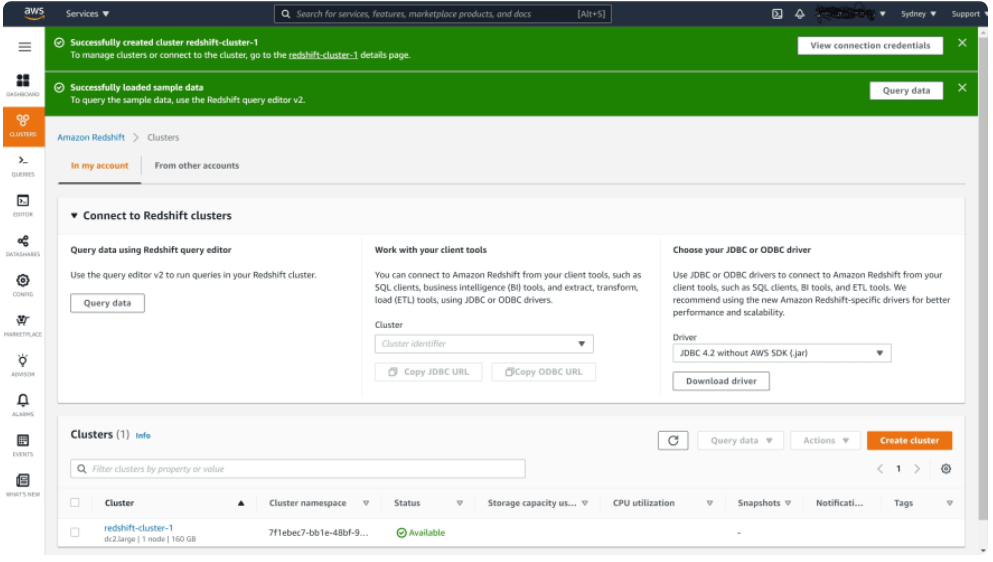 aws
Services ▼
Search for services, features, marketplace products, and docs [Alt+S]
Sydney ▼
Support
Successfully created cluster redshift-cluster-1
To manage clusters or connect to the cluster, go to the redshift-cluster-1 details page.
View connection credentials
Successfully loaded sample data
To query the sample data, use the Redshift query editor v2.
Query data
DASHBOARD
CLUSTERS
QUERIES
EDITOR
DATASHARES
CONFIG
MARKETPLACE
ADVISOR
ALARMS
EVENTS
WHAT'S NEW
Amazon Redshift > Clusters
In my account
From other accounts
▼ Connect to Redshift clusters
Query data using Redshift query editor
Use the query editor v2 to run queries in your Redshift cluster.
Query data
Work with your client tools
You can connect to Amazon Redshift from your client tools, such as
SQL clients, business intelligence (BI) tools, and extract, transform,
load (ETL) tools, using JDBC or ODBC drivers.
Cluster
Cluster identifier
Copy JDBC URL
Copy ODBC URL
Choose your JDBC or ODBC driver
Use JDBC or ODBC drivers to connect to Amazon Redshift from your
client tools, such as SQL clients, BI tools, and ETL tools. We
recommend using the new Amazon Redshift-specific drivers for better
performance and scalability.
Driver
JDBC 4.2 without AWS SDK (.jar)
Download driver
Clusters (1) Info
Query data ▼
Actions ▼
Create cluster
Filter clusters by property or value
< 1 >
Cluster
Cluster namespace
Status
Storage capacity us...
CPU utilization
Snapshots
Notificati...
Tags
redshift-cluster-1
dc2.large | 1 node | 160 GB
7f1ebec7-bb1e-48bf-9...
Available
-